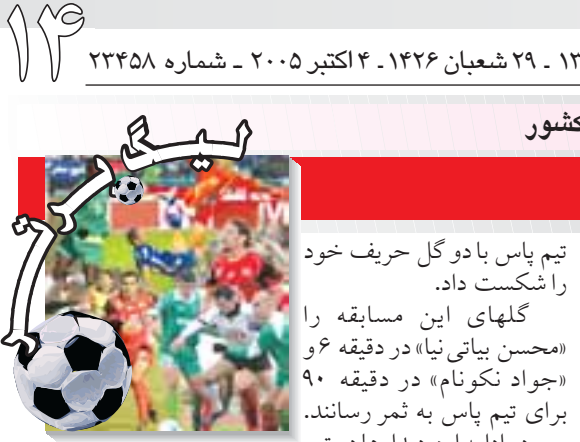 ۱۴
۱۳ ـ ۲۹ شعبان ۱۴۲۶ ـ ۴ اکتبر ۲۰۰۵ ـ شماره ۲۳۴۵۸
کشور
لیگ برتر
تیم پاس با دو گل حریف خود
را شکست داد.
گلهای این مسابقه را
«محسن بیاتی‌نیا» در دقیقه ۶ و
«جواد نکونام» در دقیقه ۹۰
برای تیم پاس به ثمر رسانند.